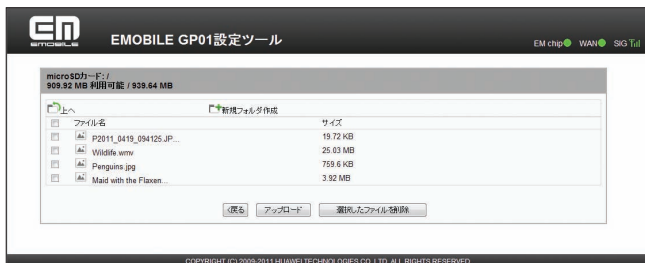 EM
EMOBILE
EMOBILE GP01設定ツール
EM chip WAN SIG
microSDカード: /
909.92 MB 利用可能 / 939.64 MB
上へ 新規フォルダ作成
ファイル名 サイズ
P2011_0419_094125.JP... 19.72 KB
Wildlife.wmv 25.03 MB
Penguins.jpg 759.6 KB
Maid with the Flaxen... 3.92 MB
<戻る アップロード 選択したファイルを削除
COPYRIGHT (C) 2009-2011 HUAWEI TECHNOLOGIES CO., LTD. ALL RIGHTS RESERVED.